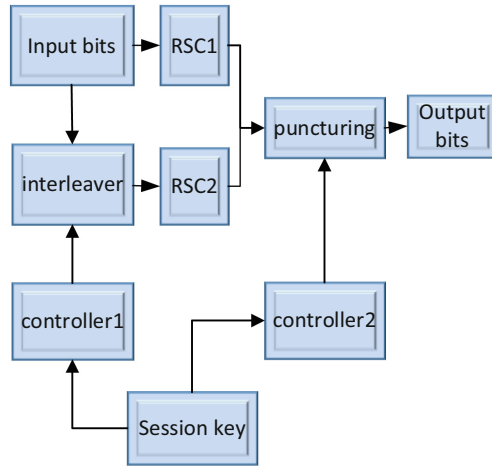 Input bits
RSC1
puncturing
Output
bits
interleaver
RSC2
controller1
controller2
Session key